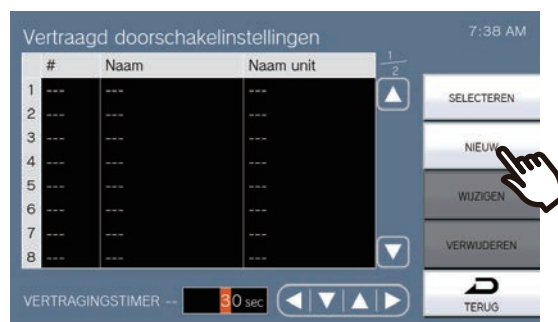 Vertraagd doorschakelinstellingen 7:38 AM
# Naam Naam unit 1/2
1 --- --- ---
2 --- --- ---
3 --- --- ---
4 --- --- ---
5 --- --- ---
6 --- --- ---
7 --- --- ---
8 --- --- ---
SELECTEREN
NIEUW
WIJZIGEN
VERWIJDEREN
VERTRAGINGSTIMER -- 30 sec
TERUG